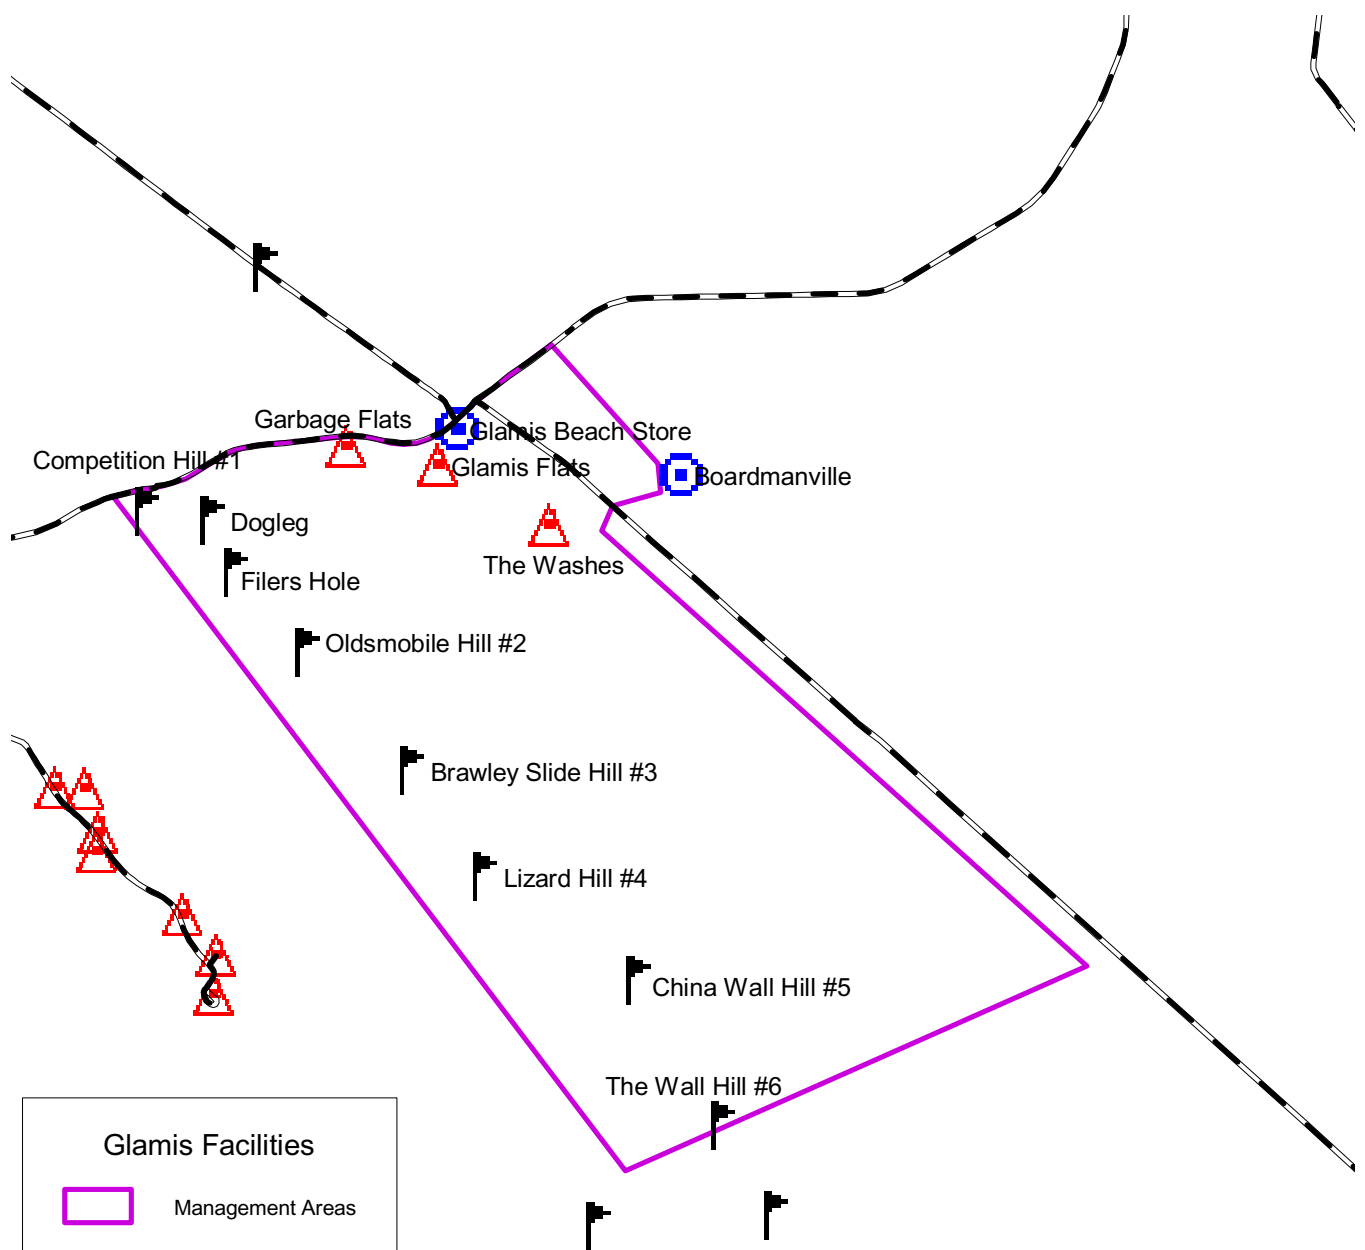 Garbage Flats
Glamis Beach Store
Competition Hill #1
Glamis Flats
Boardmanville
Dogleg
The Washes
Filers Hole
Oldsmobile Hill #2
Brawley Slide Hill #3
Lizard Hill #4
China Wall Hill #5
The Wall Hill #6
Glamis Facilities
Management Areas